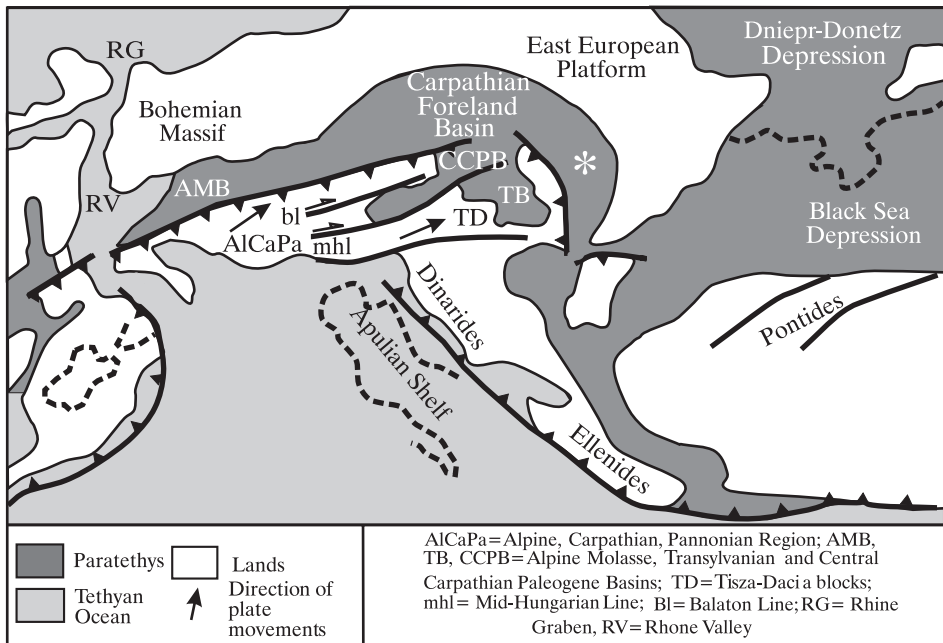 RG
Dniepr-Donetz
Depression
East European
Platform
Carpathian
Foreland
Basin
Bohemian
Massif
CCPB
*
AMB
TB
RV
bl
TD
Black Sea
Depression
AlCaPa
mhl
Dinarides
Pontides
Apulian Shelf
Ellenides
Paratethys
Lands
Tethyan
Ocean
Direction of
plate
movements
AlCaPa=Alpine, Carpathian, Pannonian Region; AMB,
TB, CCPB=Alpine Molasse, Transylvanian and Central
Carpathian Paleogene Basins; TD=Tisza-Dacia blocks;
mhl= Mid-Hungarian Line; Bl=Balaton Line; RG= Rhine
Graben, RV= Rhone Valley